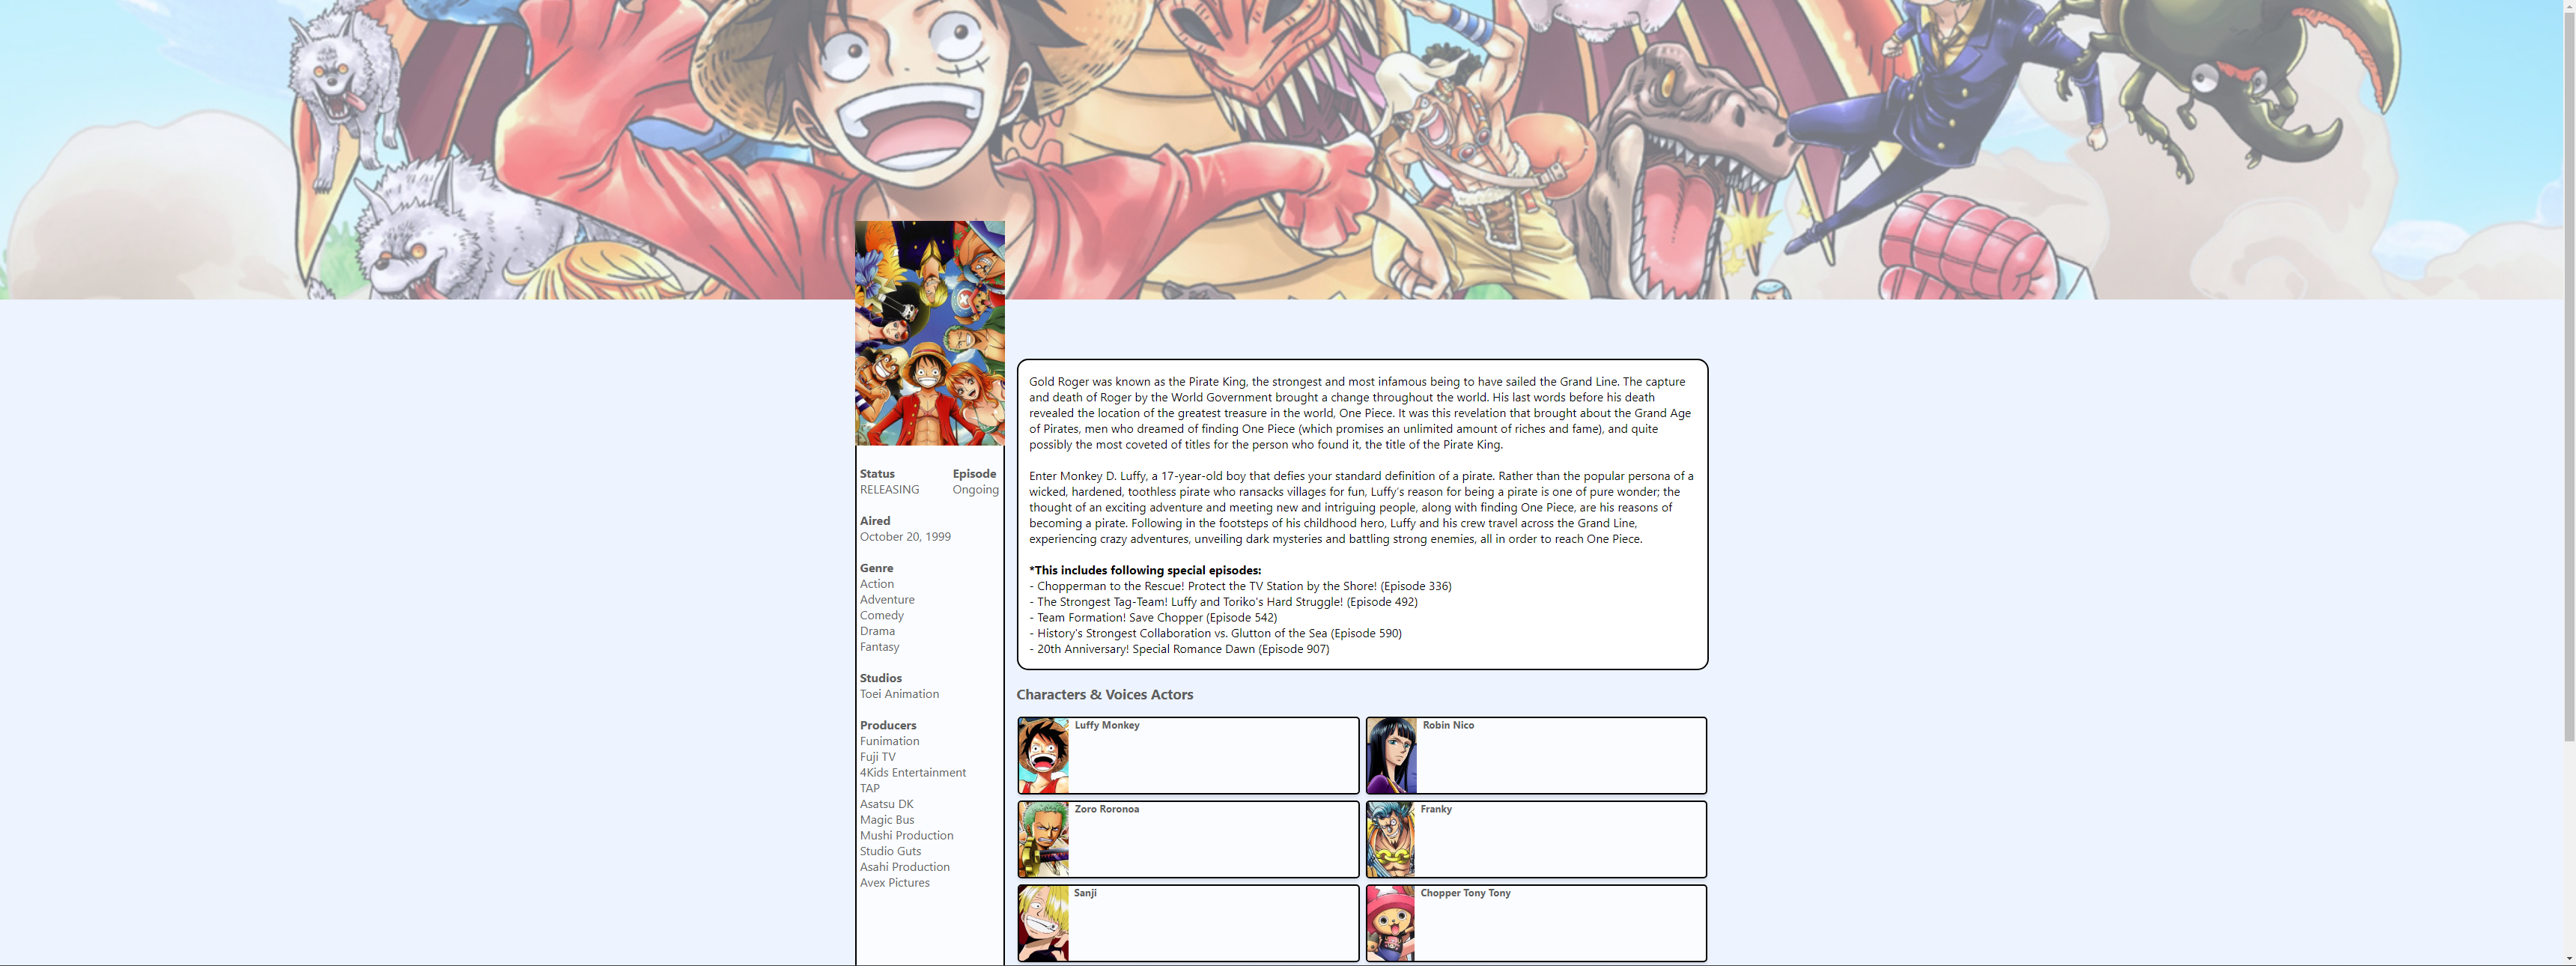 Gold Roger was known as the Pirate King, the strongest and most infamous being to have sailed the Grand Line. The capture
and death of Roger by the World Government brought a change throughout the world. His last words before his death
revealed the location of the greatest treasure in the world, One Piece. It was this revelation that brought about the Grand Age
of Pirates, men who dreamed of finding One Piece (which promises an unlimited amount of riches and fame), and quite
possibly the most coveted of titles for the person who found it, the title of the Pirate King.
Enter Monkey D. Luffy, a 17-year-old boy that defies your standard definition of a pirate. Rather than the popular persona of a
wicked, hardened, toothless pirate who ransacks villages for fun, Luffy's reason for being a pirate is one of pure wonder; the
thought of an exciting adventure and meeting new and intriguing people, along with finding One Piece, are his reasons of
becoming a pirate. Following in the footsteps of his childhood hero, Luffy and his crew travel across the Grand Line,
experiencing crazy adventures, unveiling dark mysteries and battling strong enemies, all in order to reach One Piece.
*This includes following special episodes:
- Chopperman to the Rescue! Protect the TV Station by the Shore! (Episode 336)
- The Strongest Tag-Team! Luffy and Toriko's Hard Struggle! (Episode 492)
- Team Formation! Save Chopper (Episode 542)
- History's Strongest Collaboration vs. Glutton of the Sea (Episode 590)
- 20th Anniversary! Special Romance Dawn (Episode 907)
Status Episode
RELEASING Ongoing
Aired
October 20, 1999
Genre
Action
Adventure
Comedy
Drama
Fantasy
Studios
Toei Animation
Producers
Funimation
Fuji TV
4Kids Entertainment
TAP
Asatsu DK
Magic Bus
Mushi Production
Studio Guts
Asahi Production
Avex Pictures
Characters & Voices Actors
Luffy Monkey
Robin Nico
Zoro Roronoa
Franky
Sanji
Chopper Tony Tony